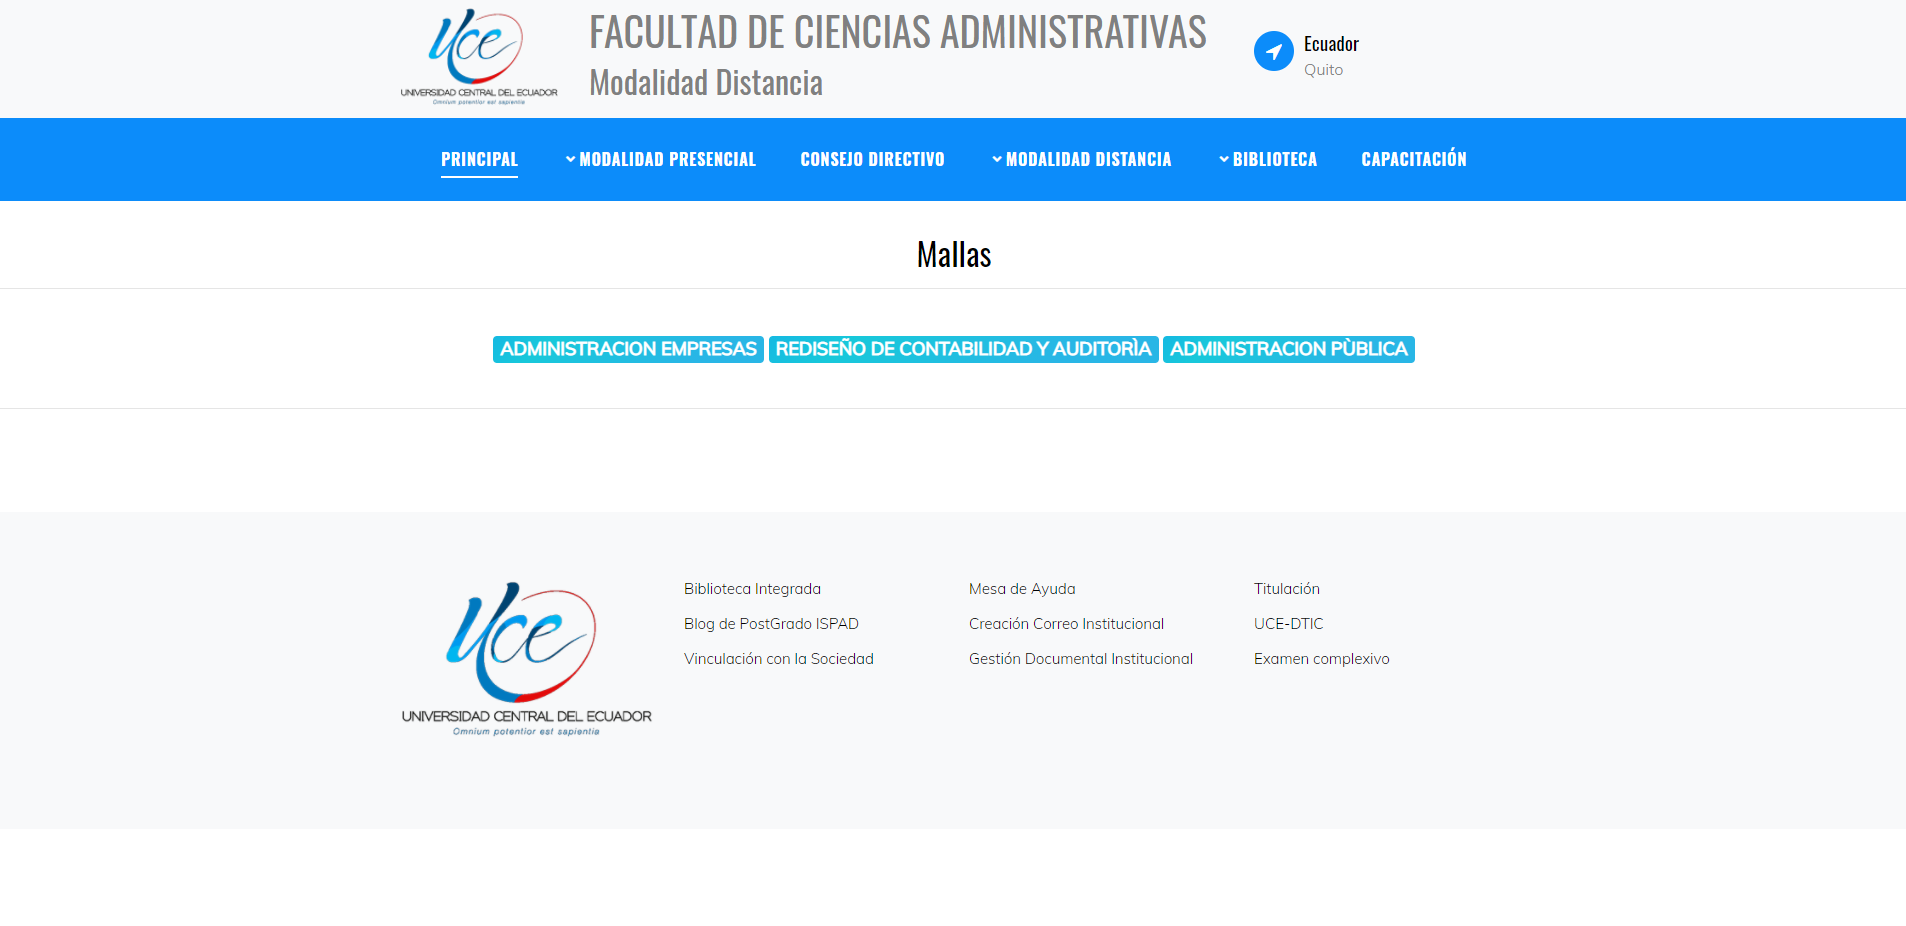 Uce
UNIVERSIDAD CENTRAL DEL ECUADOR
Omnium potentior est sapientia
FACULTAD DE CIENCIAS ADMINISTRATIVAS
Modalidad Distancia
Ecuador
Quito
PRINCIPAL MODALIDAD PRESENCIAL CONSEJO DIRECTIVO MODALIDAD DISTANCIA BIBLIOTECA CAPACITACIÓN
Mallas
ADMINISTRACION EMPRESAS REDISEÑO DE CONTABILIDAD Y AUDITORÌA ADMINISTRACION PÙBLICA
Uce
UNIVERSIDAD CENTRAL DEL ECUADOR
Omnium potentior est sapientia
Biblioteca Integrada
Blog de PostGrado ISPAD
Vinculación con la Sociedad
Mesa de Ayuda
Creación Correo Institucional
Gestión Documental Institucional
Titulación
UCE-DTIC
Examen complexivo